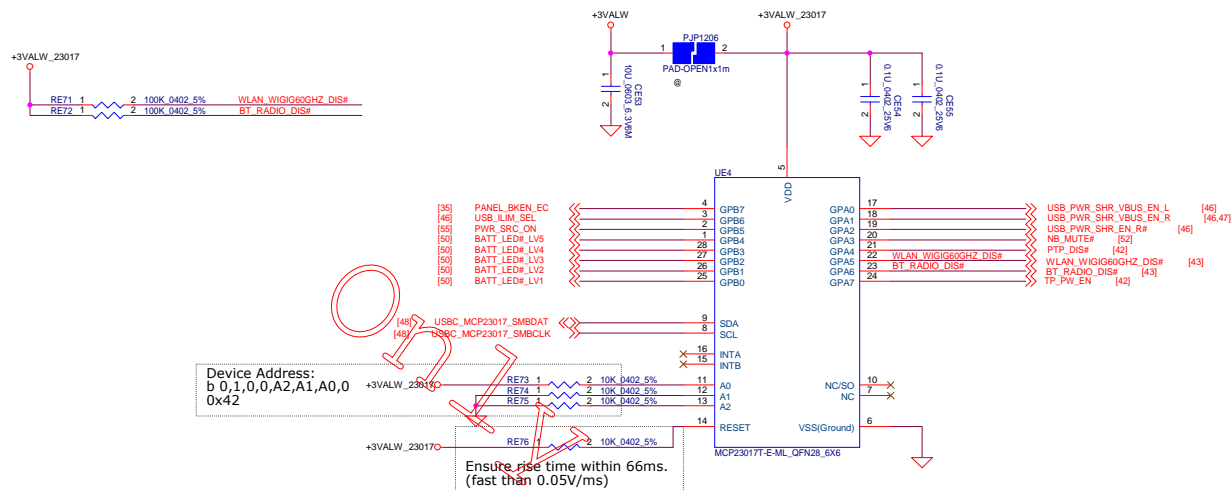 +3VALW
+3VALW_23017
+3VALW_23017
PJP1206
1
2
PAD-OPEN1x1m
@
RE71 1 2 100K_0402_5% WLAN_WIGIG60GHZ_DIS#
RE72 1 2 100K_0402_5% BT_RADIO_DIS#
1
2
CE53
10U_0603_6.3V6M
1
2
CE54
0.1U_0402_25V6
1
2
CE55
0.1U_0402_25V6
UE4
5
VDD
[35] PANEL_BKEN_EC 4 GPB7
[46] USB_ILIM_SEL 3 GPB6
[55] PWR_SRC_ON 2 GPB5
[50] BATT_LED#_LV5 1 GPB4
[50] BATT_LED#_LV4 28 GPB3
[50] BATT_LED#_LV3 27 GPB2
[50] BATT_LED#_LV2 26 GPB1
[50] BATT_LED#_LV1 25 GPB0
GPA0 17 USB_PWR_SHR_VBUS_EN_L [46]
GPA1 18 USB_PWR_SHR_VBUS_EN_R [46,47]
GPA2 19 USB_PWR_SHR_EN_R# [46]
GPA3 20 NB_MUTE# [52]
GPA4 21 PTP_DIS# [42]
GPA5 22 WLAN_WIGIG60GHZ_DIS# WLAN_WIGIG60GHZ_DIS# [43]
GPA6 23 BT_RADIO_DIS# BT_RADIO_DIS# [43]
GPA7 24 TP_PW_EN [42]
[48] USBC_MCP23017_SMBDAT 9 SDA
[48] USBC_MCP23017_SMBCLK 8 SCL
16 INTA
15 INTB
Device Address:
b 0,1,0,0,A2,A1,A0,0
0x42
+3VALW_23017 RE73 1 2 10K_0402_5% 11 A0
RE74 1 2 10K_0402_5% 12 A1
RE75 1 2 10K_0402_5% 13 A2
NC/SO 10
NC 7
14 RESET
VSS(Ground) 6
+3VALW_23017 RE76 1 2 10K_0402_5%
MCP23017T-E-ML_QFN28_6X6
Ensure rise time within 66ms.
(fast than 0.05V/ms)
Only